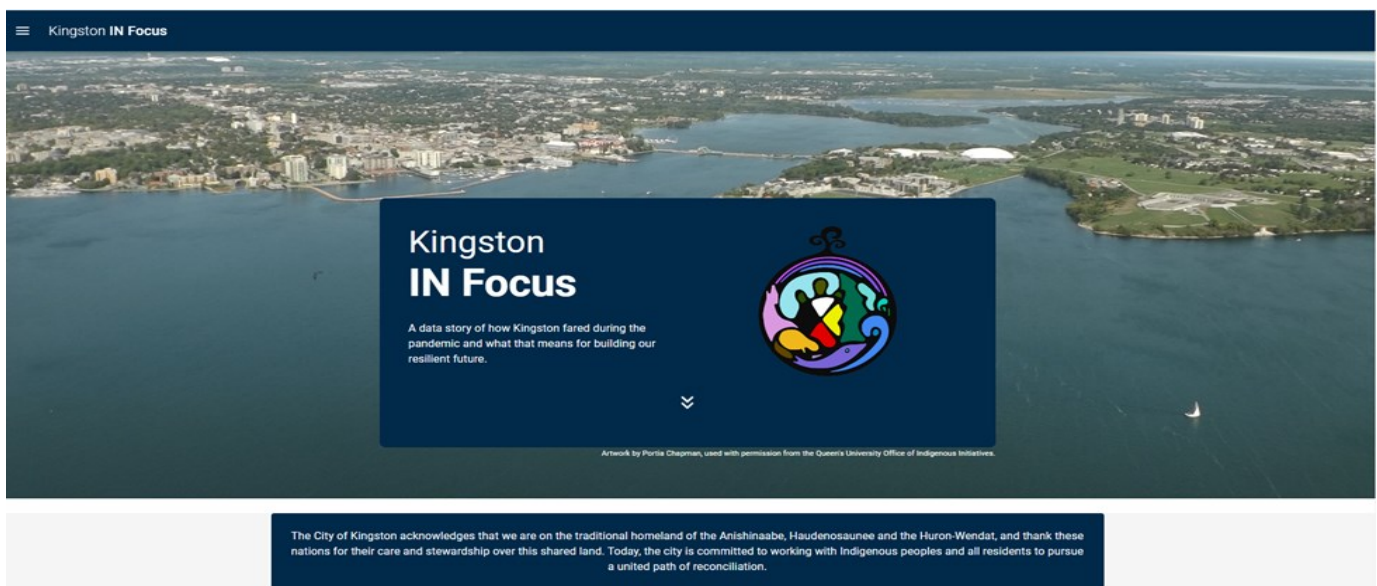 Kingston IN Focus
Kingston
IN Focus
A data story of how Kingston fared during the
pandemic and what that means for building our
resilient future.
Artwork by Portia Chapman, used with permission from the Queen's University Office of Indigenous Initiatives.
The City of Kingston acknowledges that we are on the traditional homeland of the Anishinaabe, Haudenosaunee and the Huron-Wendat, and thank these
nations for their care and stewardship over this shared land. Today, the city is committed to working with Indigenous peoples and all residents to pursue
a united path of reconciliation.